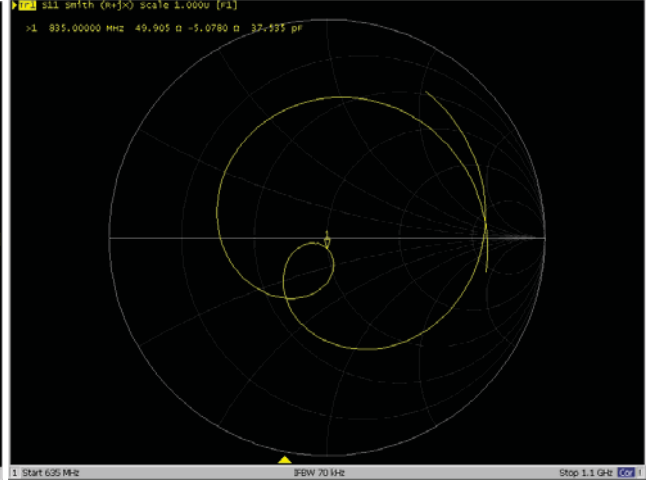 Tr1 S11 Smith (R+jX) Scale 1.000U [F1]
>1 835.00000 MHz 49.905 Ω -5.0780 Ω 37.535 pF
1
1 Start 635 MHz IFBW 70 kHz Stop 1.1 GHz Cor !